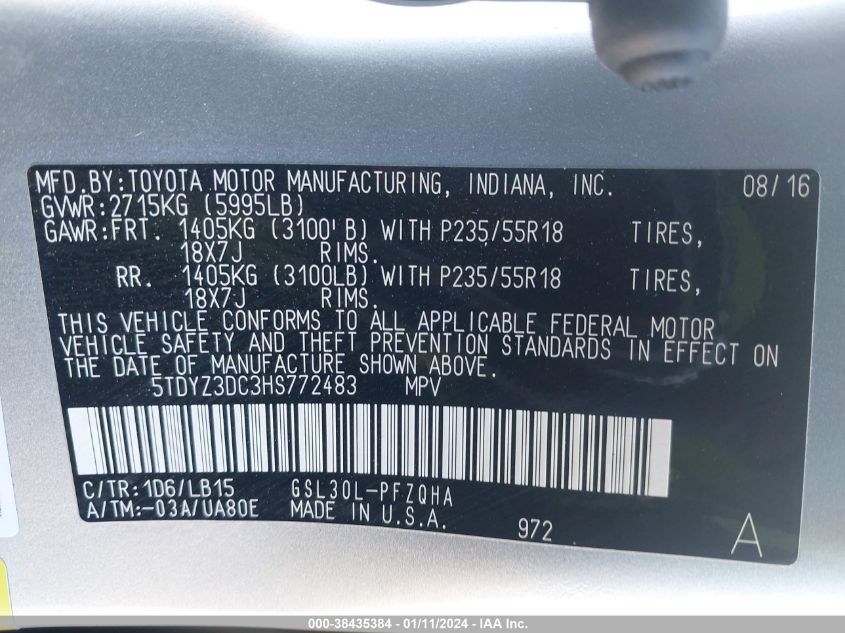 MFD.BY:TOYOTA MOTOR MANUFACTURING, INDIANA, INC. 08/16
GVWR:2715KG (5995LB)
GAWR:FRT. 1405KG (3100'B) WITH P235/55R18 TIRES,
18X7J RIMS.
RR. 1405KG (3100LB) WITH P235/55R18 TIRES,
18X7J RIMS.
THIS VEHICLE CONFORMS TO ALL APPLICABLE FEDERAL MOTOR
VEHICLE SAFETY AND THEFT PREVENTION STANDARDS IN EFFECT ON
THE DATE OF MANUFACTURE SHOWN ABOVE.
5TDYZ3DC3HS772483 MPV
C/TR:1D6/LB15 GSL30L-PFZQHA
A/TM:-03A/UA80E MADE IN U.S.A.
972 A
000-38435384 - 01/11/2024 - IAA Inc.